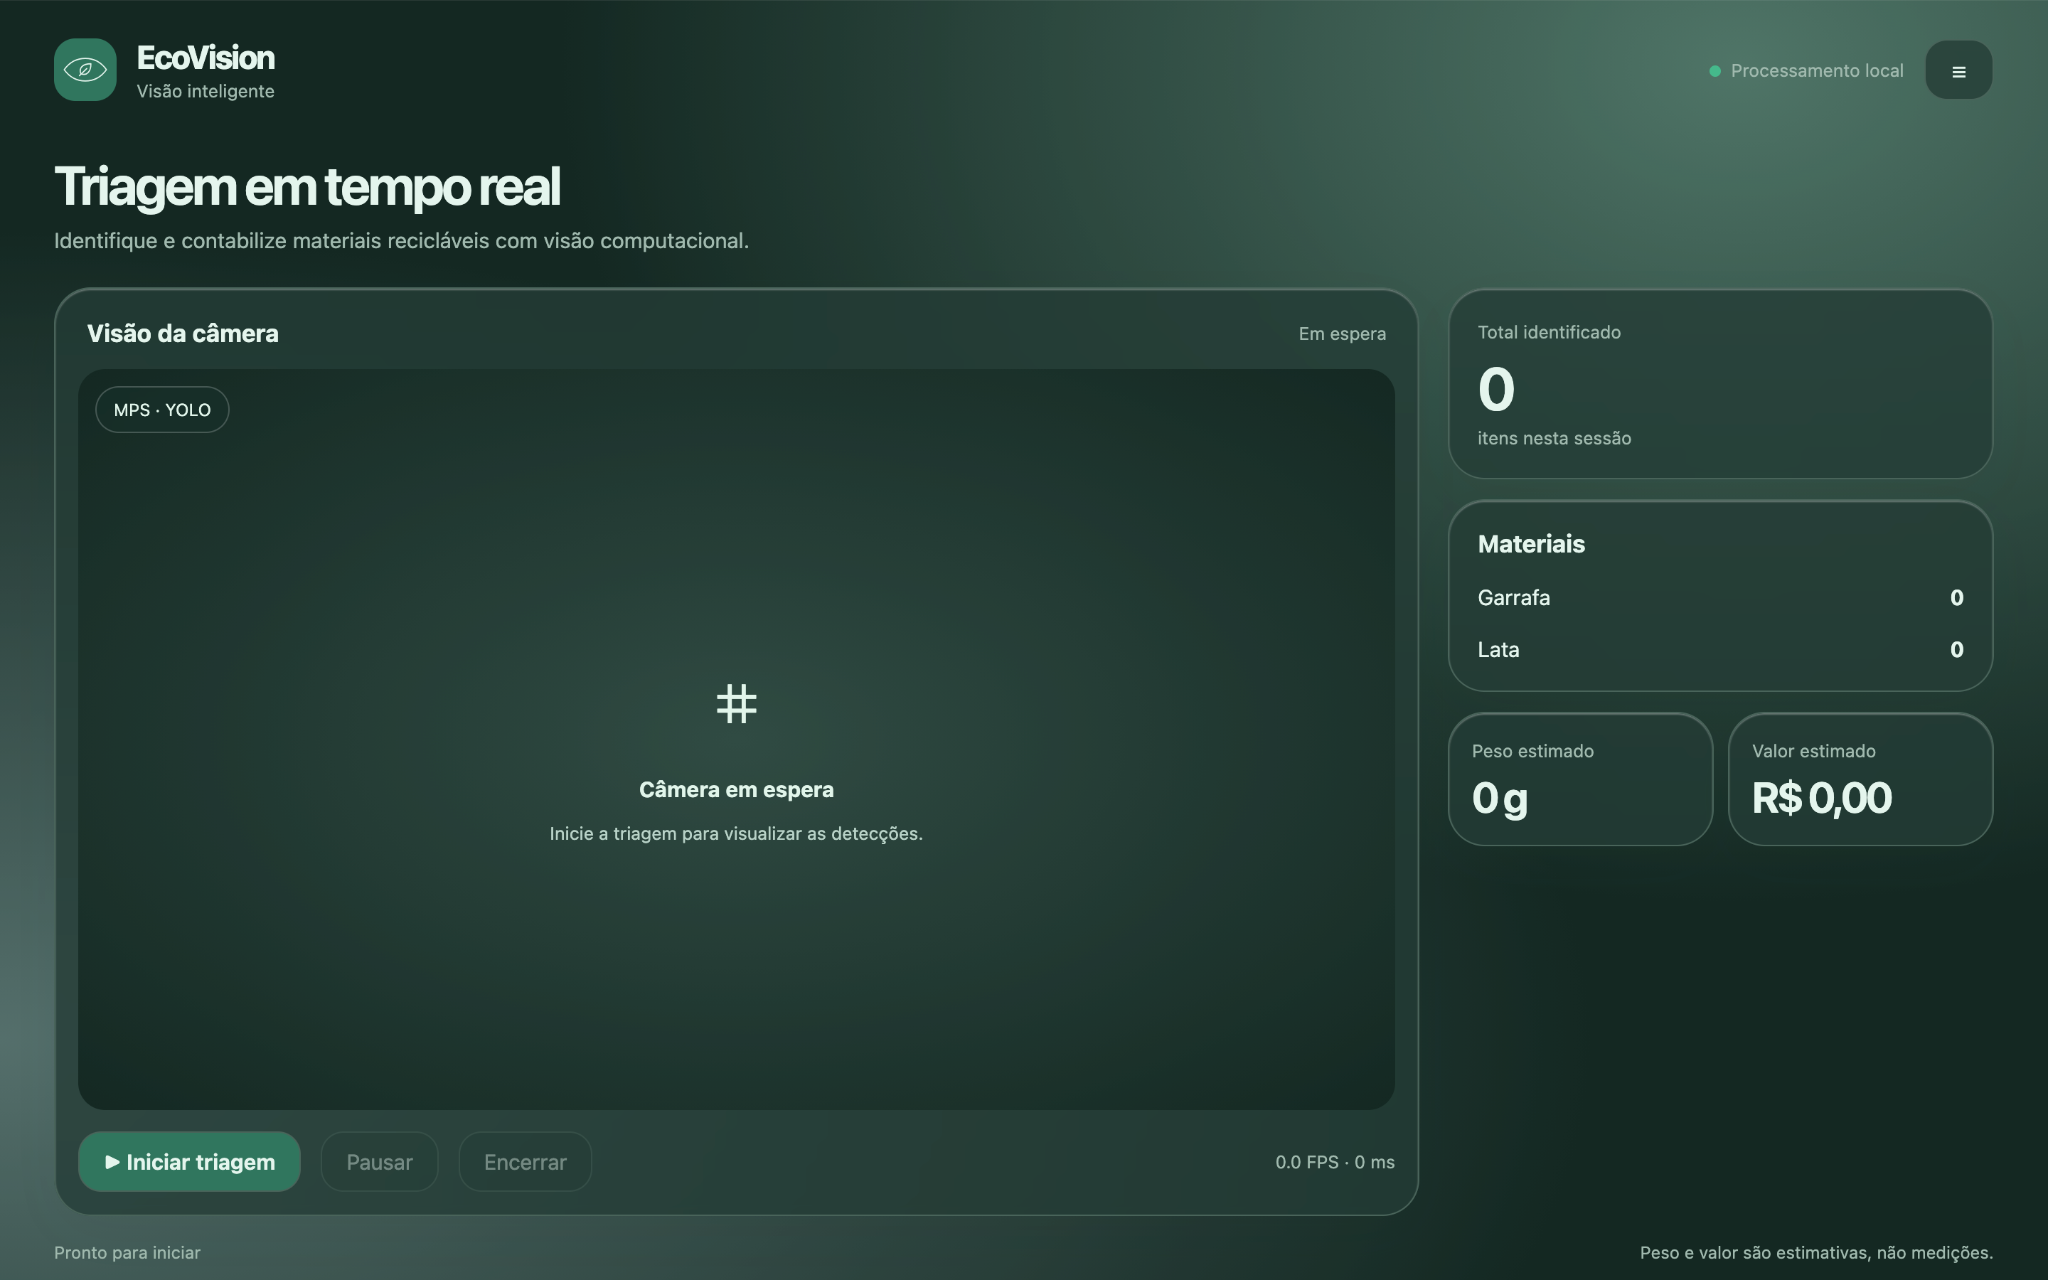 EcoVision
Visão inteligente
Processamento local
≡
Triagem em tempo real
Identifique e contabilize materiais recicláveis com visão computacional.
Visão da câmera
Em espera
MPS · YOLO
#
Câmera em espera
Inicie a triagem para visualizar as detecções.
▶ Iniciar triagem
Pausar
Encerrar
0.0 FPS · 0 ms
Total identificado
0
itens nesta sessão
Materiais
Garrafa 0
Lata 0
Peso estimado
0 g
Valor estimado
R$ 0,00
Pronto para iniciar
Peso e valor são estimativas, não medições.